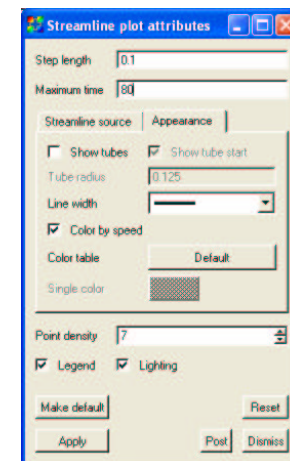 Streamline plot attributes
Step length 0.1
Maximum time 80
Streamline source Appearance
Show tubes Show tube start
Tube radius 0.125
Line width
Color by speed
Color table Default
Single color
Point density 7
Legend Lighting
Make default Reset
Apply Post Dismiss